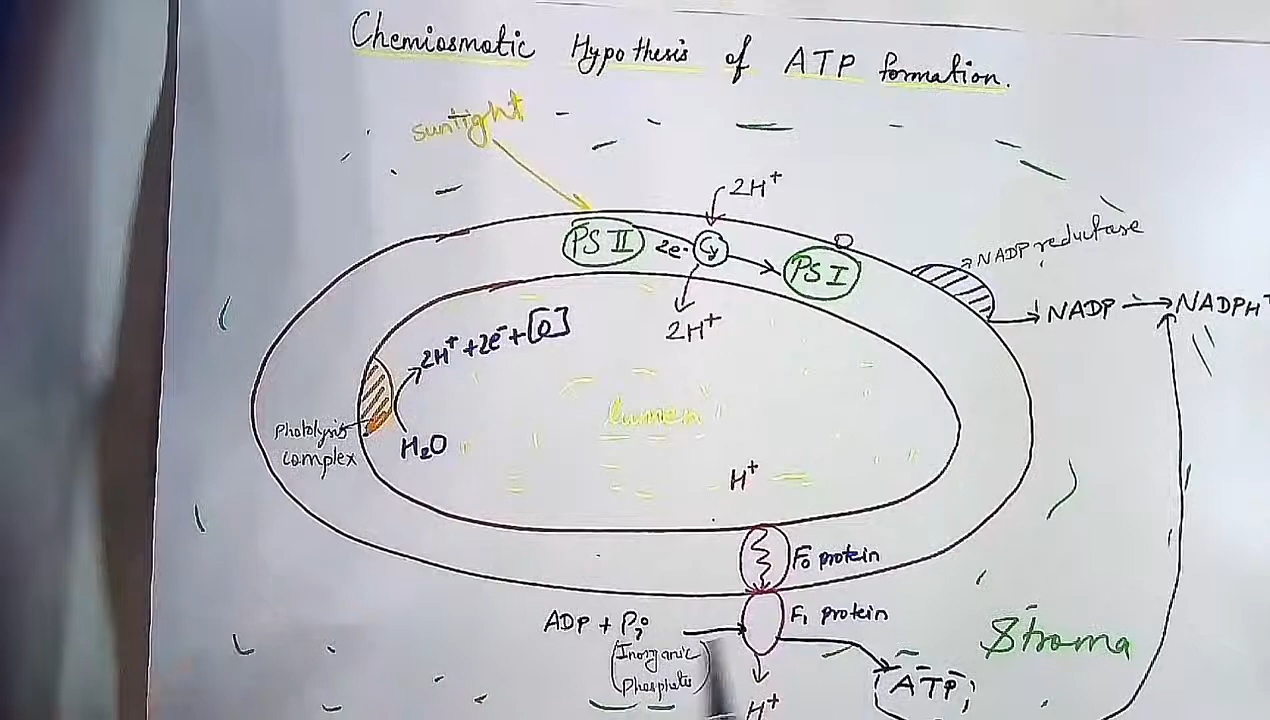 Chemiosmotic Hypothesis of ATP formation.
sunlight
2H⁺
PS II 2e⁻ Cy PS I
NADP reductase
NADP NADPH⁺
2H⁺
2H⁺ + 2e⁻ + [O]
lumen
Photolysis
complex
H₂O
H⁺
F₀ protein
ADP + Pi
F₁ protein
(Inorganic
Phosphate)
Stroma
ATP
H⁺